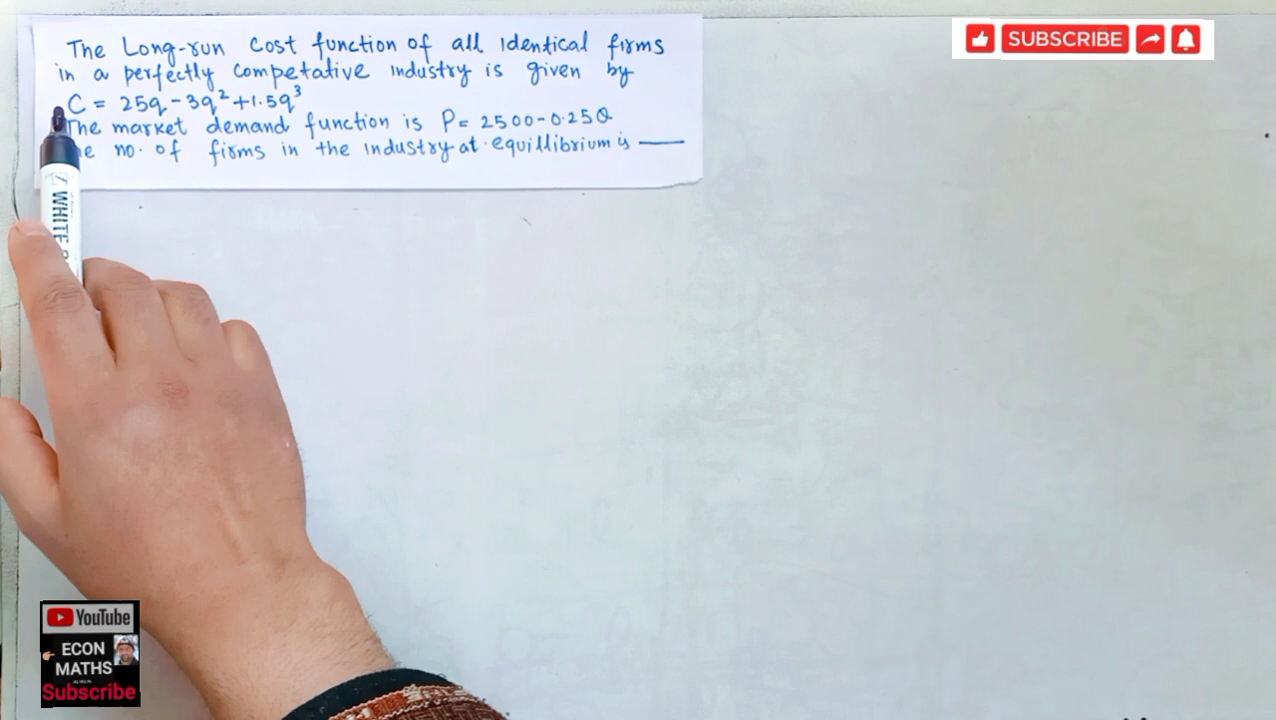 The Long-run Cost function of all identical firms
in a perfectly Competative industry is given by
C = 25q - 3q² + 1.5q³
The market demand function is P = 2500 - 0.25Q
no. of firms in the industry at equillibrium is ___
SUBSCRIBE
WHITE
YouTube
ECON
MATHS
Subscribe